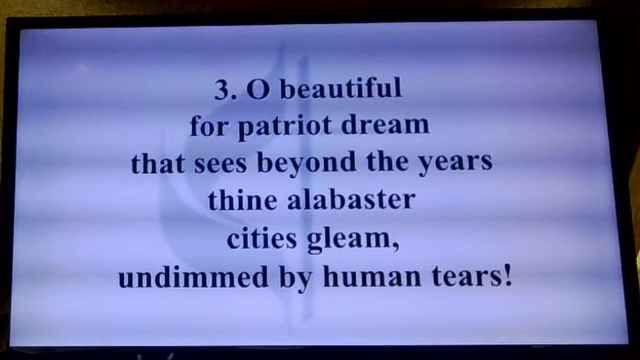 3. O beautiful
for patriot dream
that sees beyond the years
thine alabaster
cities gleam,
undimmed by human tears!